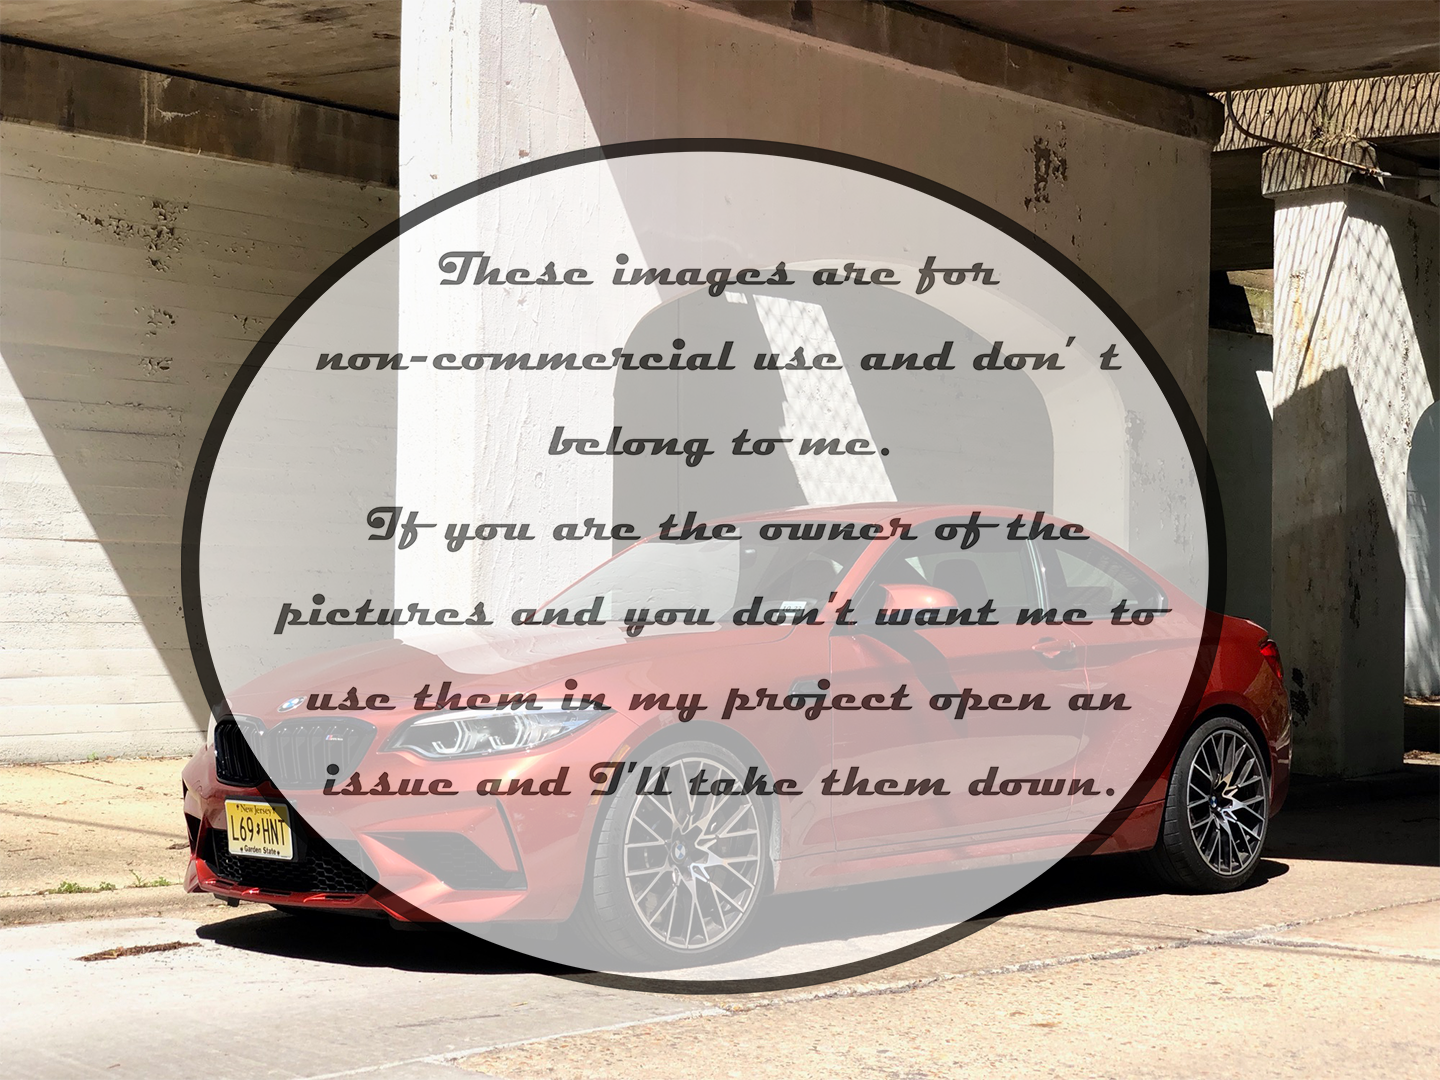 These images are for
non-commercial use and don't
belong to me.
If you are the owner of the
pictures and you don't want me to
use them in my project open an
issue and I'll take them down.
New Jersey
L69 HNT
Garden State